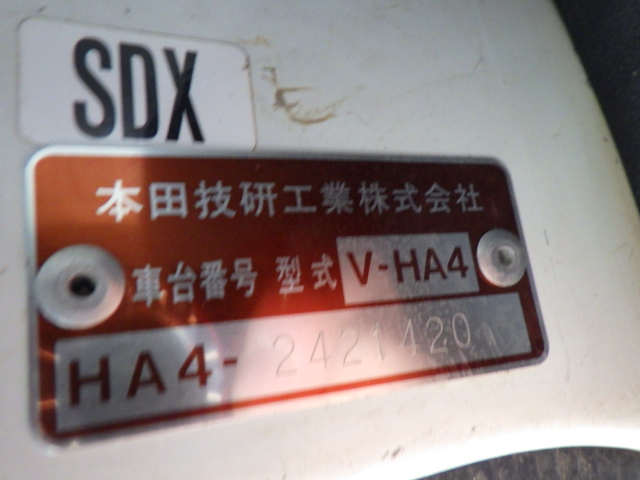 SDX
本田技研工業株式会社
車台番号 型式 V-HA4
HA4-2421420